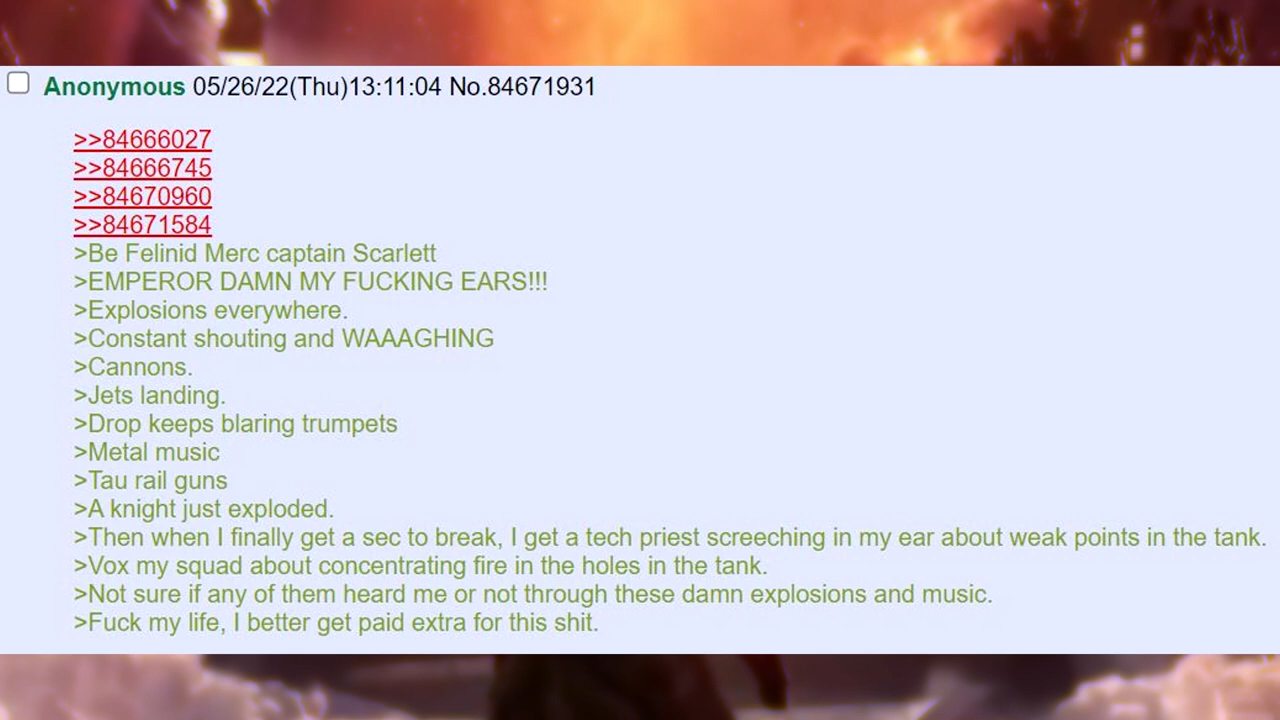 Anonymous 05/26/22(Thu)13:11:04 No.84671931
>>84666027
>>84666745
>>84670960
>>84671584
>Be Felinid Merc captain Scarlett
>EMPEROR DAMN MY FUCKING EARS!!!
>Explosions everywhere.
>Constant shouting and WAAAGHING
>Cannons.
>Jets landing.
>Drop keeps blaring trumpets
>Metal music
>Tau rail guns
>A knight just exploded.
>Then when I finally get a sec to break, I get a tech priest screeching in my ear about weak points in the tank.
>Vox my squad about concentrating fire in the holes in the tank.
>Not sure if any of them heard me or not through these damn explosions and music.
>Fuck my life, I better get paid extra for this shit.